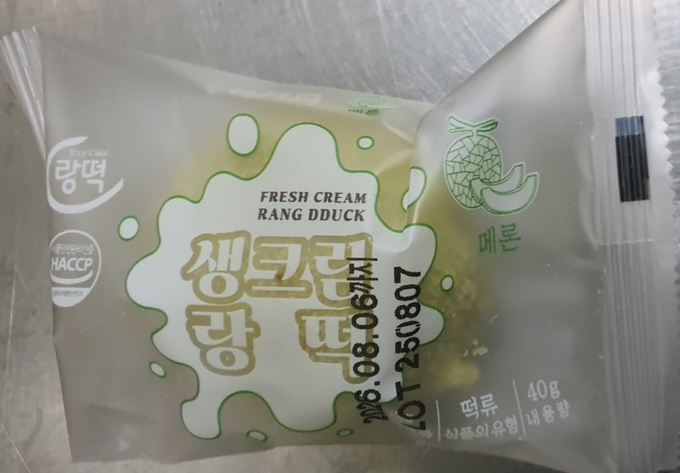 Rice Cake
랑떡
HACCP
FRESH CREAM
RANG DDUCK
생크림
랑 떡
메론
2026.08.06까지
LOT 250807
떡류
식품의유형
40g
내용량